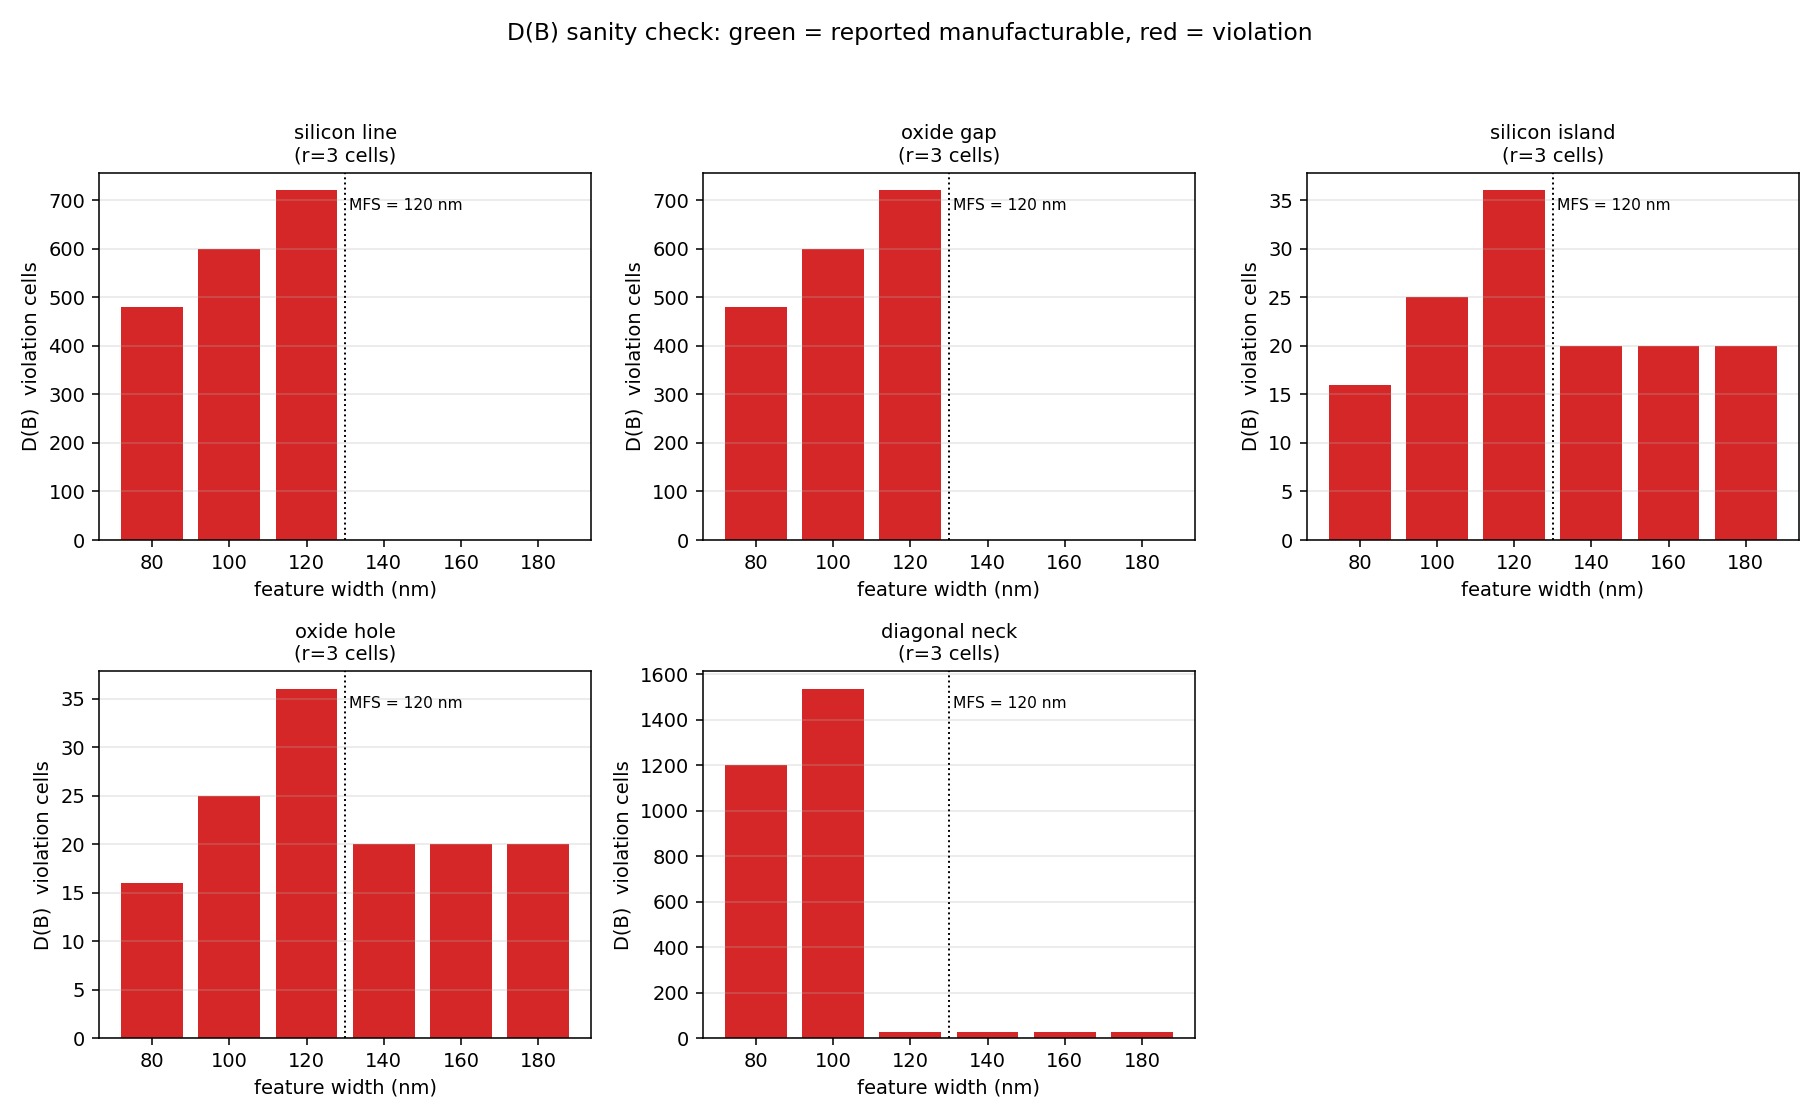 D(B) sanity check: green = reported manufacturable, red = violation
silicon line
(r=3 cells)
700
600
500
400
300
200
100
0
D(B)  violation cells
MFS = 120 nm
80 100 120 140 160 180
feature width (nm)
oxide gap
(r=3 cells)
700
600
500
400
300
200
100
0
D(B)  violation cells
MFS = 120 nm
80 100 120 140 160 180
feature width (nm)
silicon island
(r=3 cells)
35
30
25
20
15
10
5
0
D(B)  violation cells
MFS = 120 nm
80 100 120 140 160 180
feature width (nm)
oxide hole
(r=3 cells)
35
30
25
20
15
10
5
0
D(B)  violation cells
MFS = 120 nm
80 100 120 140 160 180
feature width (nm)
diagonal neck
(r=3 cells)
1600
1400
1200
1000
800
600
400
200
0
D(B)  violation cells
MFS = 120 nm
80 100 120 140 160 180
feature width (nm)